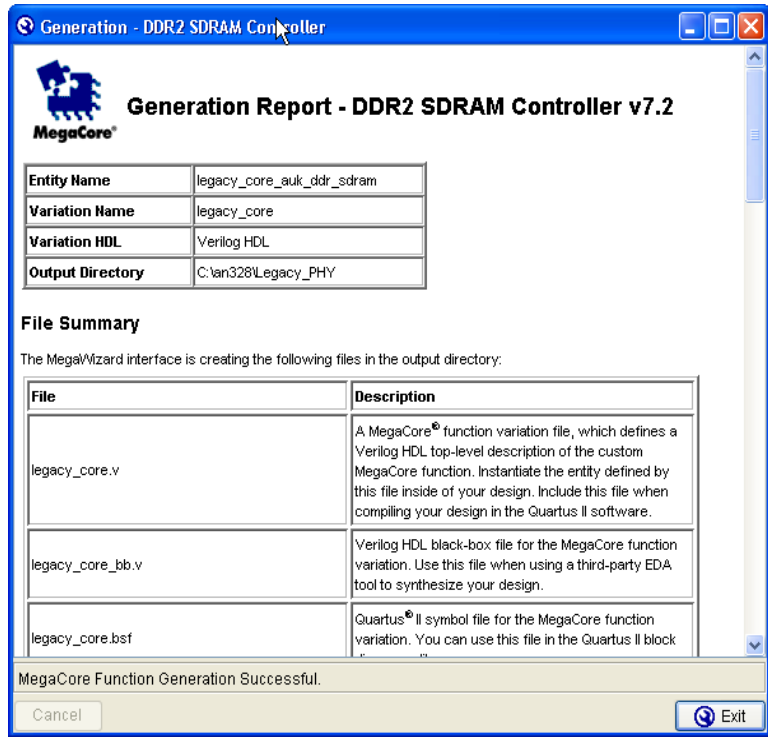 Generation - DDR2 SDRAM Controller
MegaCore®
Generation Report - DDR2 SDRAM Controller v7.2
Entity Name legacy_core_auk_ddr_sdram
Variation Name legacy_core
Variation HDL Verilog HDL
Output Directory C:\an328\Legacy_PHY
File Summary
The MegaWizard interface is creating the following files in the output directory:
File Description
legacy_core.v
A MegaCore® function variation file, which defines a
Verilog HDL top-level description of the custom
MegaCore function. Instantiate the entity defined by
this file inside of your design. Include this file when
compiling your design in the Quartus II software.
legacy_core_bb.v
Verilog HDL black-box file for the MegaCore function
variation. Use this file when using a third-party EDA
tool to synthesize your design.
legacy_core.bsf
Quartus® II symbol file for the MegaCore function
variation. You can use this file in the Quartus II block
MegaCore Function Generation Successful.
Cancel
Exit